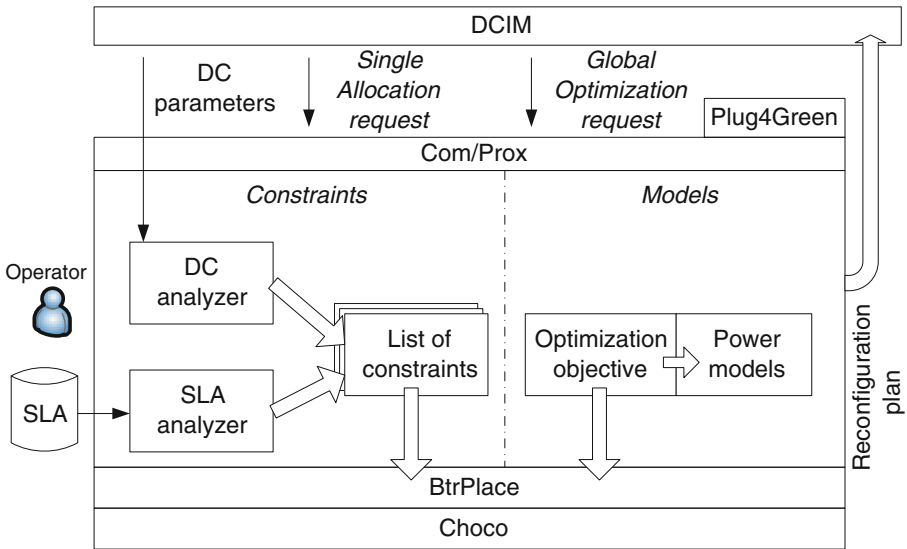 DCIM
DC
parameters
Single
Allocation
request
Global
Optimization
request
Plug4Green
Com/Prox
Constraints
Models
Operator
DC
analyzer
List of
constraints
Optimization
objective
Power
models
SLA
SLA
analyzer
Reconfiguration
plan
BtrPlace
Choco